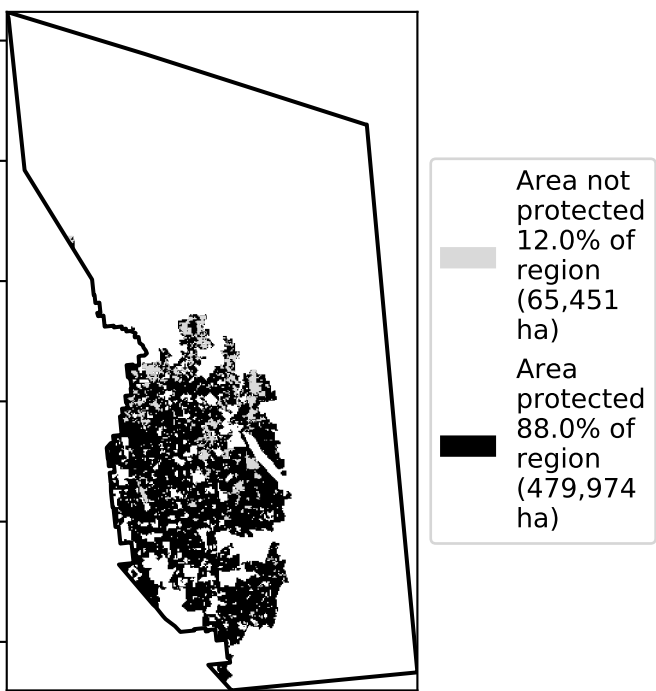 Area not
protected
12.0% of
region
(65,451
ha)
Area
protected
88.0% of
region
(479,974
ha)